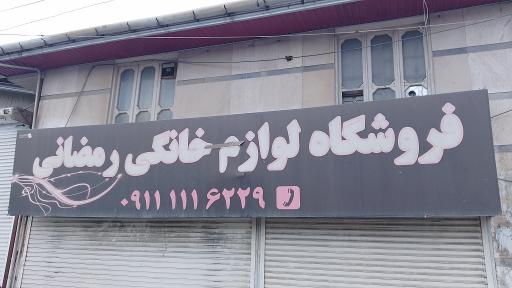 فروشگاه لوازم خانگی رمضانی
۰۹۱۱ ۱۱۱ ۶۲۲۹